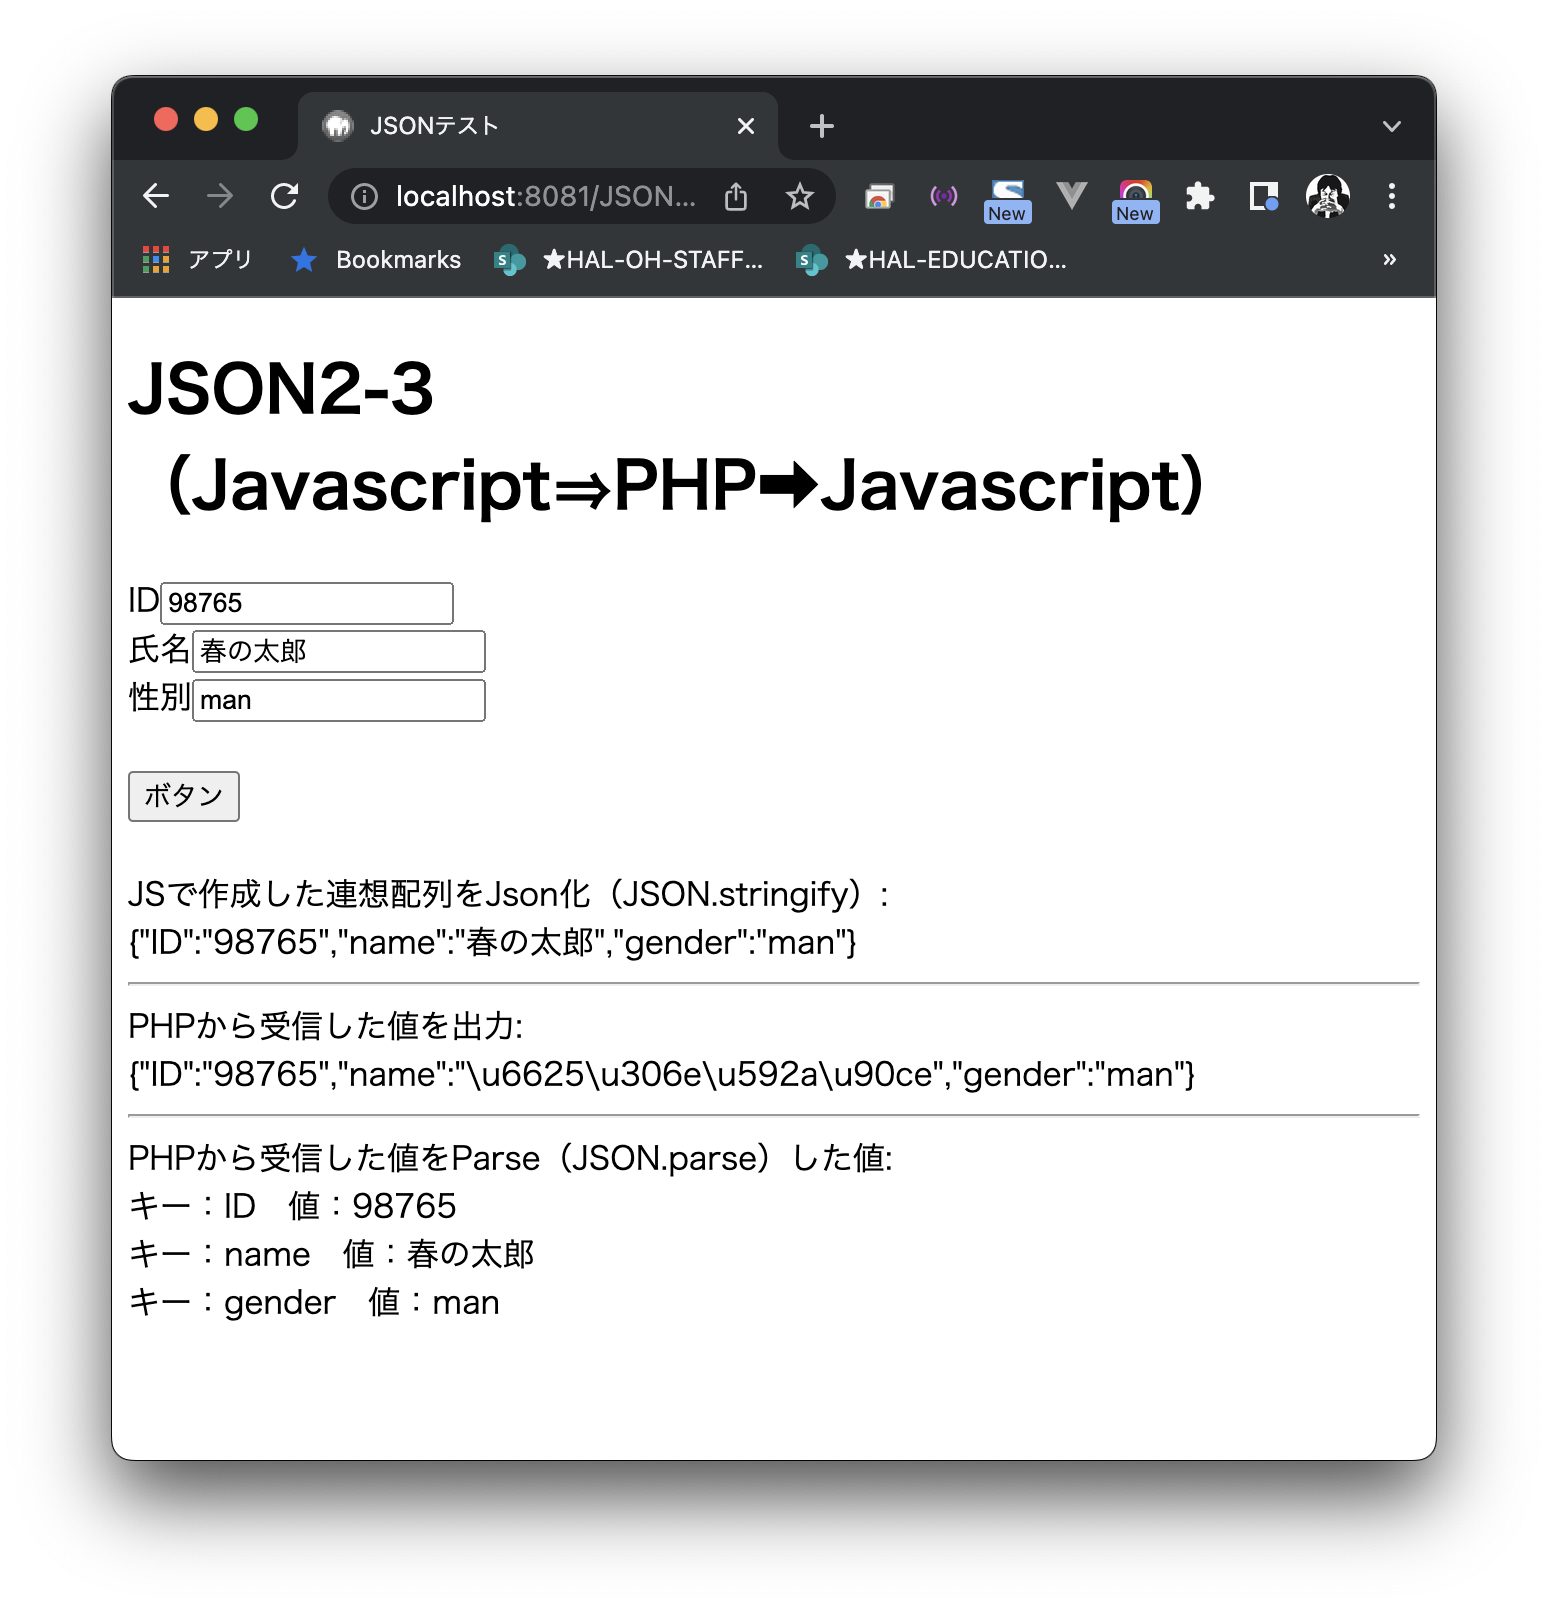 JSONテスト
localhost:8081/JSON...
New
New
アプリ
Bookmarks
★HAL-OH-STAFF...
★HAL-EDUCATIO...
»
JSON2-3
（Javascript⇒PHP➡Javascript）
ID 98765
氏名 春の太郎
性別 man
ボタン
JSで作成した連想配列をJson化（JSON.stringify）:
{"ID":"98765","name":"春の太郎","gender":"man"}
PHPから受信した値を出力:
{"ID":"98765","name":"\u6625\u306e\u592a\u90ce","gender":"man"}
PHPから受信した値をParse（JSON.parse）した値:
キー：ID　値：98765
キー：name　値：春の太郎
キー：gender　値：man